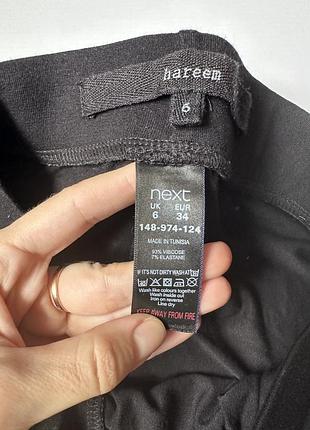 hareem
6
next
UK EUR
6 34
148-974-124
MADE IN TUNISIA
93% VISCOSE
7% ELASTANE
IF IT'S NOT DIRTY WASH AT
Wash like colours together
Wash inside out
Iron on reverse
Line dry
KEEP AWAY FROM FIRE